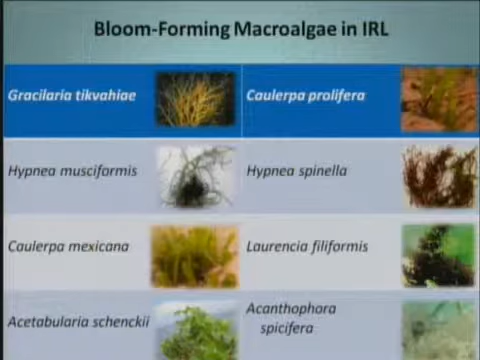 Bloom-Forming Macroalgae in IRL
Gracilaria tikvahiae
Caulerpa prolifera
Hypnea musciformis
Hypnea spinella
Caulerpa mexicana
Laurencia filiformis
Acetabularia schenckii
Acanthophora
spicifera